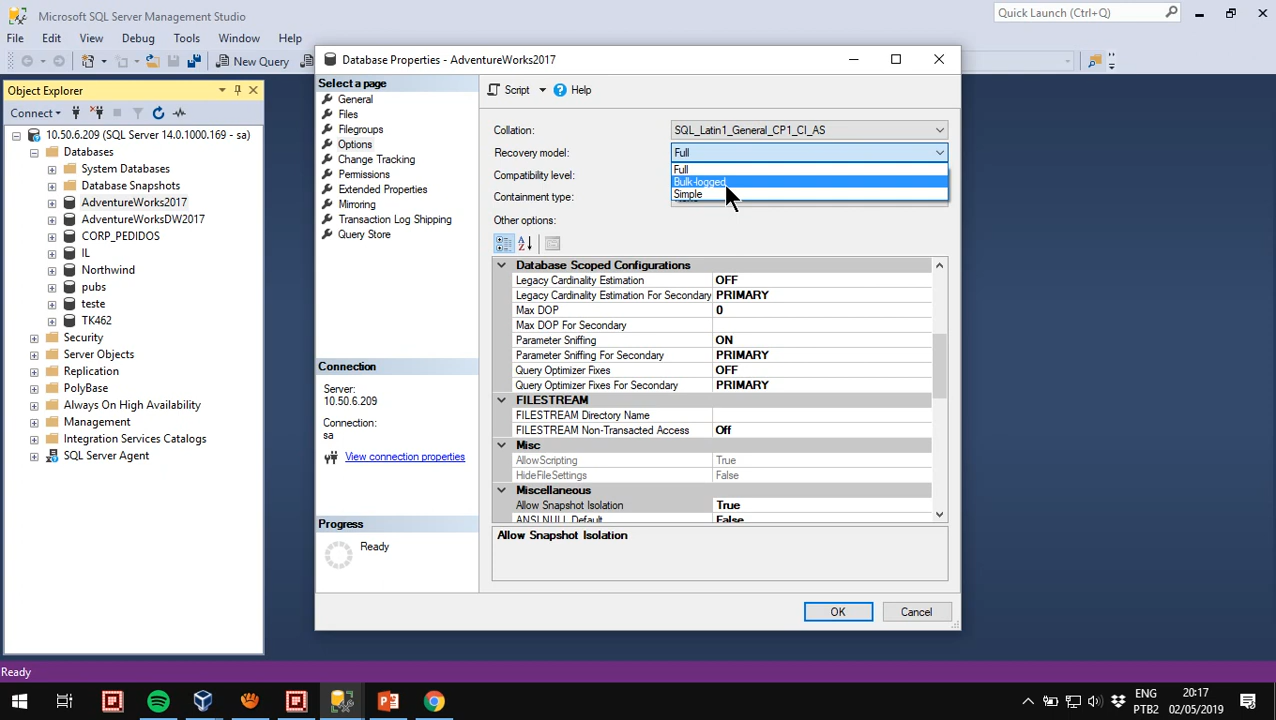 Microsoft SQL Server Management Studio
Quick Launch (Ctrl+Q)
File Edit View Debug Tools Window Help
New Query
Object Explorer
Connect
10.50.6.209 (SQL Server 14.0.1000.169 - sa)
Databases
System Databases
Database Snapshots
AdventureWorks2017
AdventureWorksDW2017
CORP_PEDIDOS
IL
Northwind
pubs
teste
TK462
Security
Server Objects
Replication
PolyBase
Always On High Availability
Management
Integration Services Catalogs
SQL Server Agent
Database Properties - AdventureWorks2017
Select a page
General
Files
Filegroups
Options
Change Tracking
Permissions
Extended Properties
Mirroring
Transaction Log Shipping
Query Store
Connection
Server:
10.50.6.209
Connection:
sa
View connection properties
Progress
Ready
Script Help
Collation: SQL_Latin1_General_CP1_CI_AS
Recovery model: Full
Full
Compatibility level:
Bulk-logged
Simple
Containment type:
Other options:
Database Scoped Configurations
Legacy Cardinality Estimation OFF
Legacy Cardinality Estimation For Secondary PRIMARY
Max DOP 0
Max DOP For Secondary
Parameter Sniffing ON
Parameter Sniffing For Secondary PRIMARY
Query Optimizer Fixes OFF
Query Optimizer Fixes For Secondary PRIMARY
FILESTREAM
FILESTREAM Directory Name
FILESTREAM Non-Transacted Access Off
Misc
AllowScripting True
HideFileSettings False
Miscellaneous
Allow Snapshot Isolation True
ANSI NULL Default False
Allow Snapshot Isolation
OK Cancel
Ready
ENG 20:17
PTB2 02/05/2019